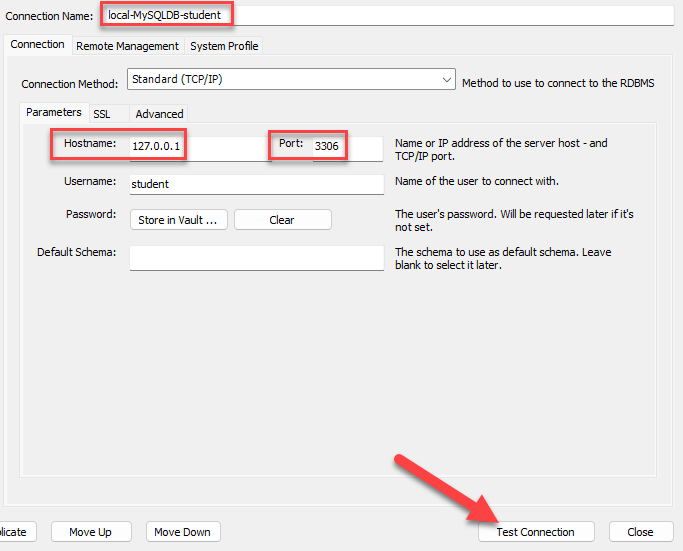 Connection Name: local-MySQLDB-student
Connection Remote Management System Profile
Connection Method: Standard (TCP/IP) Method to use to connect to the RDBMS
Parameters SSL Advanced
Hostname: 127.0.0.1 Port: 3306 Name or IP address of the server host - and
TCP/IP port.
Username: student Name of the user to connect with.
Password: Store in Vault ... Clear The user's password. Will be requested later if it's
not set.
Default Schema: The schema to use as default schema. Leave
blank to select it later.
licate Move Up Move Down Test Connection Close